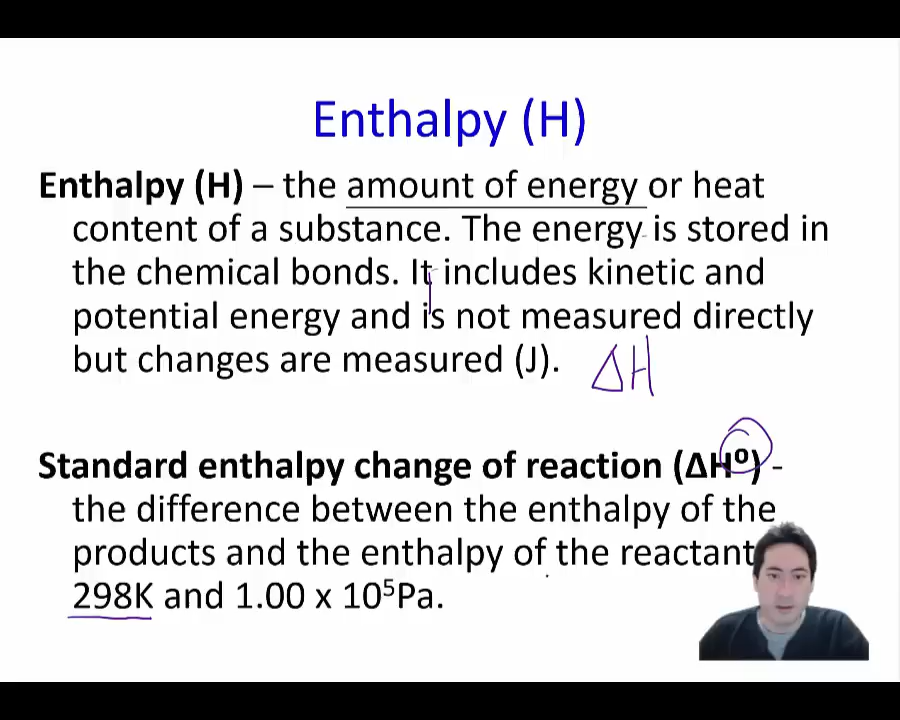 Enthalpy (H)
Enthalpy (H) – the amount of energy or heat
content of a substance. The energy is stored in
the chemical bonds. It includes kinetic and
potential energy and is not measured directly
but changes are measured (J). ΔH
Standard enthalpy change of reaction (ΔHº) -
the difference between the enthalpy of the
products and the enthalpy of the reactant
298K and 1.00 x 10⁵Pa.